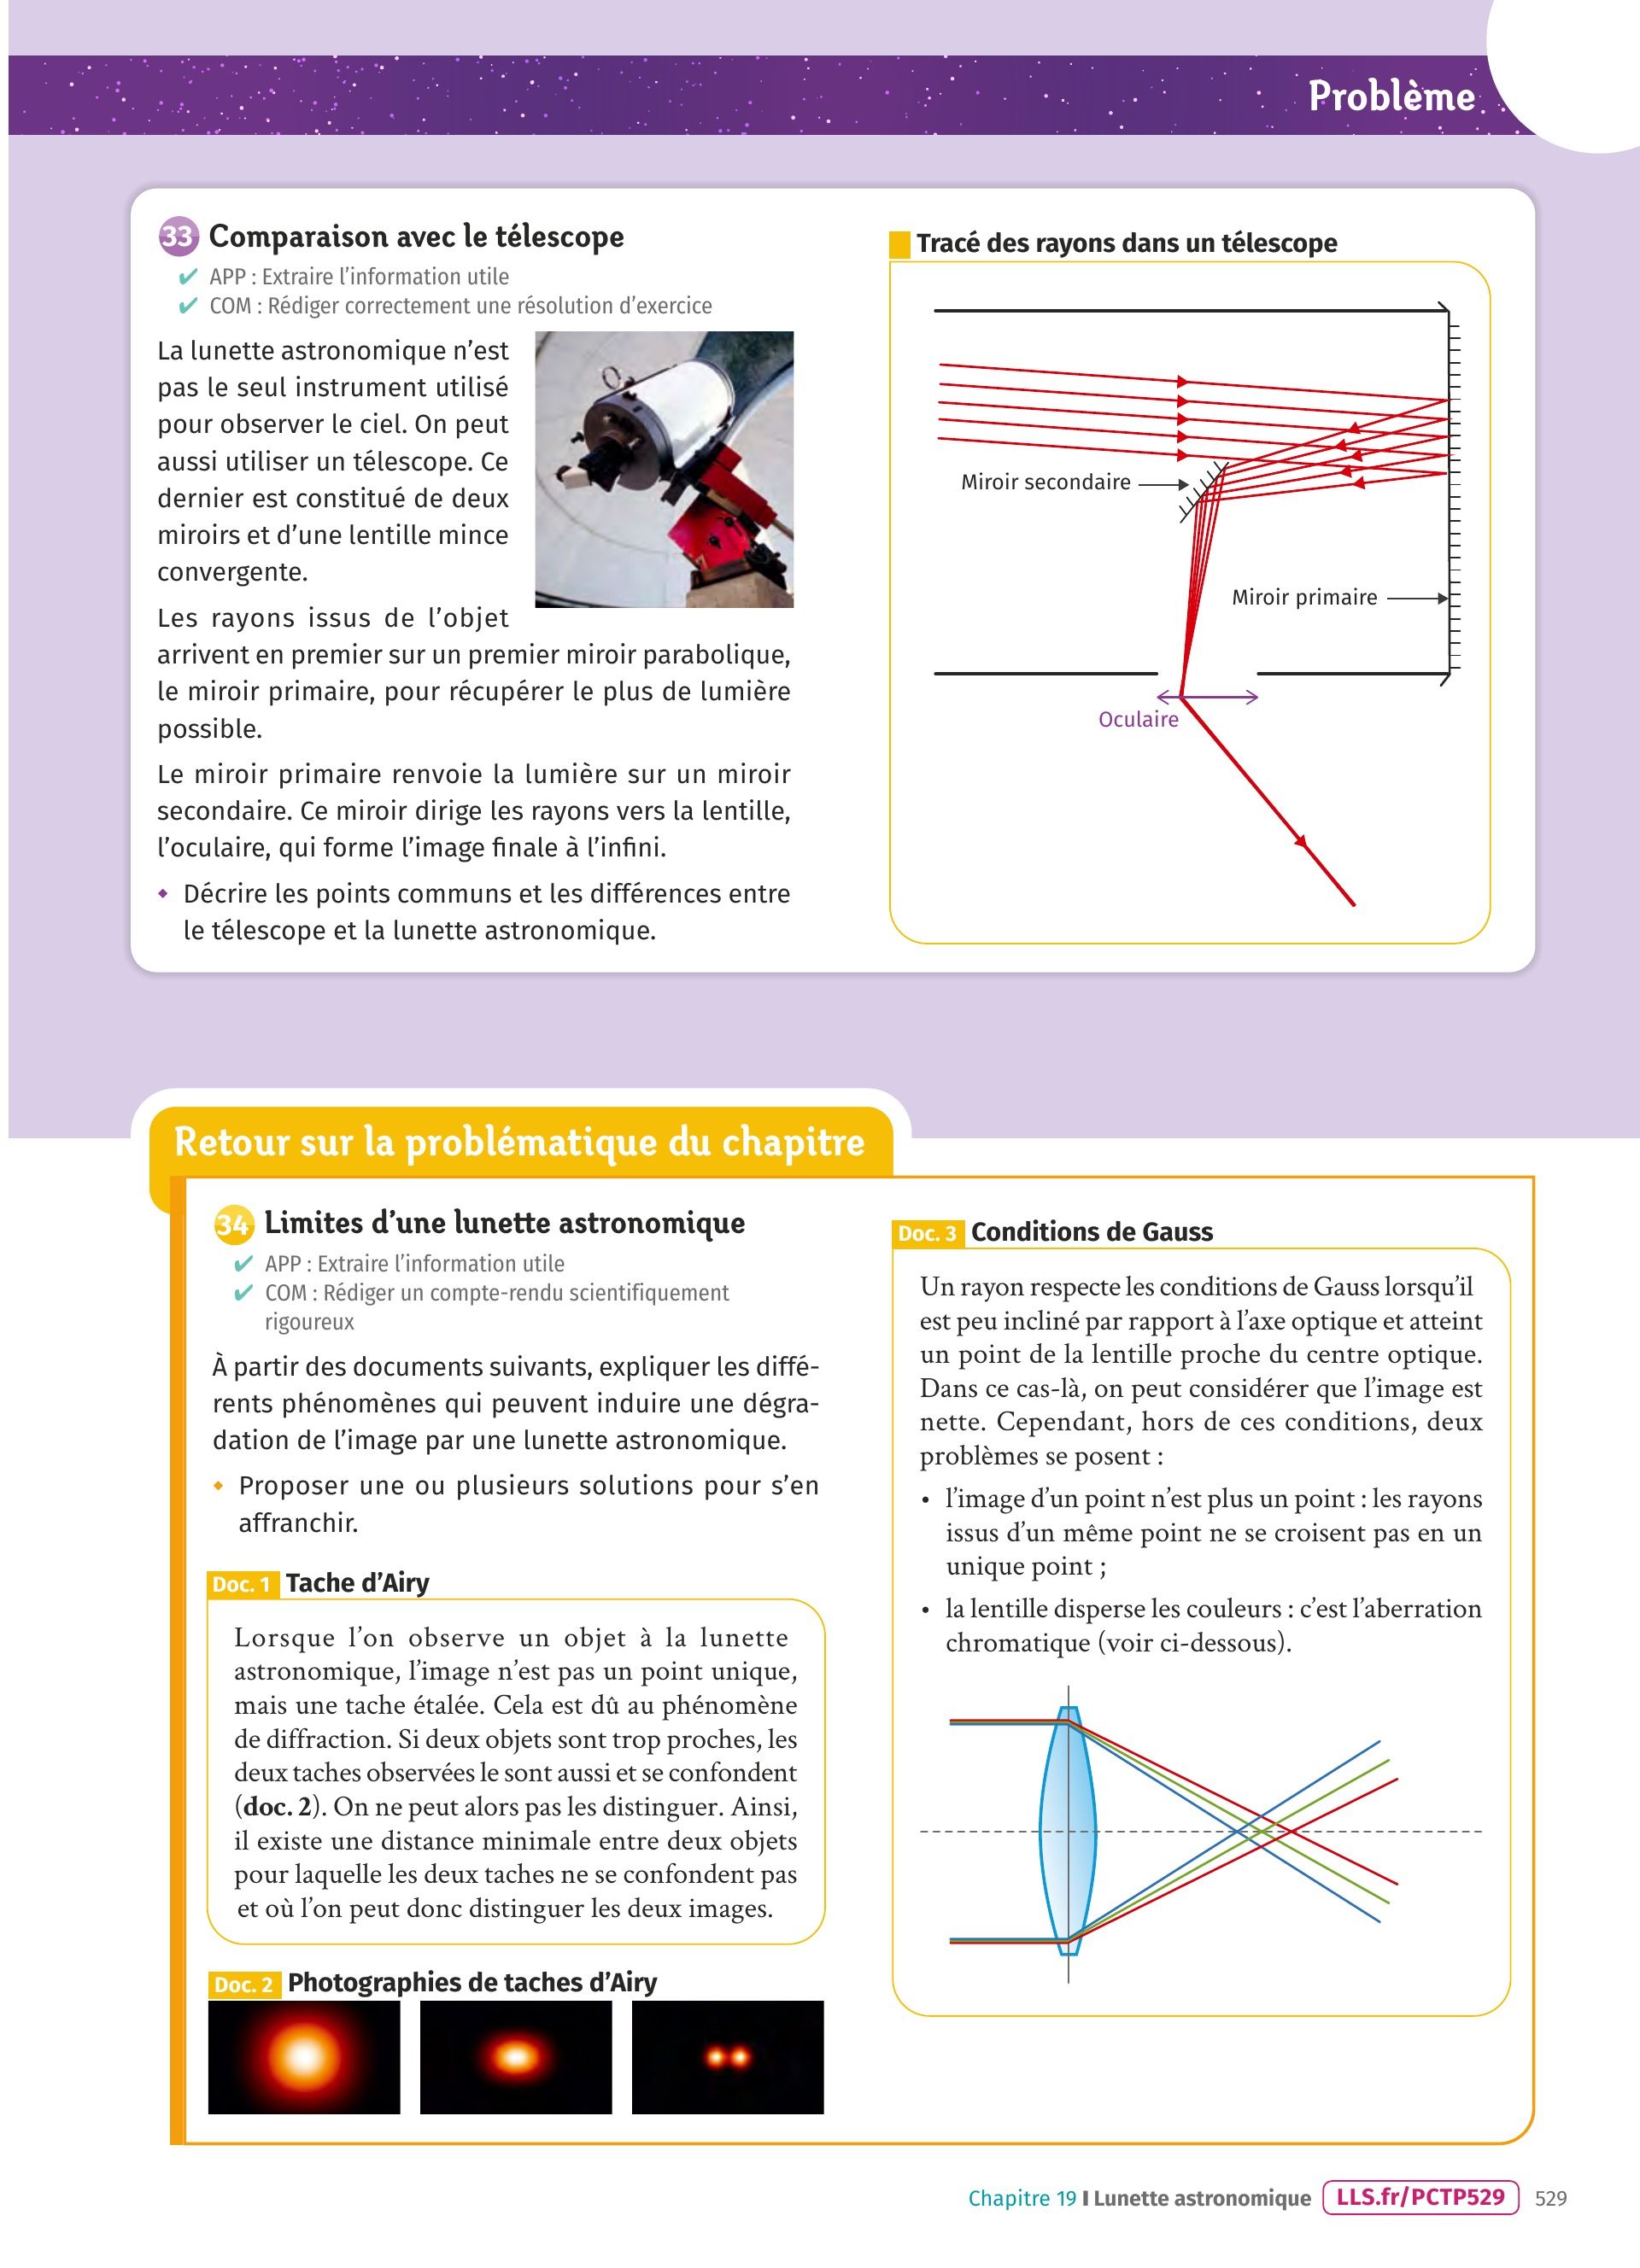 Problème
33 Comparaison avec le télescope
✔ APP : Extraire l’information utile
✔ COM : Rédiger correctement une résolution d’exercice
La lunette astronomique n’est
pas le seul instrument utilisé
pour observer le ciel. On peut
aussi utiliser un télescope. Ce
dernier est constitué de deux
miroirs et d’une lentille mince
convergente.
Les rayons issus de l’objet
arrivent en premier sur un premier miroir parabolique,
le miroir primaire, pour récupérer le plus de lumière
possible.
Le miroir primaire renvoie la lumière sur un miroir
secondaire. Ce miroir dirige les rayons vers la lentille,
l’oculaire, qui forme l’image finale à l’infini.
Décrire les points communs et les différences entre
le télescope et la lunette astronomique.
Tracé des rayons dans un télescope
Miroir secondaire
Miroir primaire
Oculaire
Retour sur la problématique du chapitre
34 Limites d’une lunette astronomique
✔ APP : Extraire l’information utile
✔ COM : Rédiger un compte-rendu scientifiquement
rigoureux
À partir des documents suivants, expliquer les diffé-
rents phénomènes qui peuvent induire une dégra-
dation de l’image par une lunette astronomique.
Proposer une ou plusieurs solutions pour s’en
affranchir.
Doc. 1 Tache d’Airy
Lorsque l’on observe un objet à la lunette
astronomique, l’image n’est pas un point unique,
mais une tache étalée. Cela est dû au phénomène
de diffraction. Si deux objets sont trop proches, les
deux taches observées le sont aussi et se confondent
(doc. 2). On ne peut alors pas les distinguer. Ainsi,
il existe une distance minimale entre deux objets
pour laquelle les deux taches ne se confondent pas
et où l’on peut donc distinguer les deux images.
Doc. 2 Photographies de taches d’Airy
Doc. 3 Conditions de Gauss
Un rayon respecte les conditions de Gauss lorsqu’il
est peu incliné par rapport à l’axe optique et atteint
un point de la lentille proche du centre optique.
Dans ce cas-là, on peut considérer que l’image est
nette. Cependant, hors de ces conditions, deux
problèmes se posent :
• l’image d’un point n’est plus un point : les rayons
issus d’un même point ne se croisent pas en un
unique point ;
• la lentille disperse les couleurs : c’est l’aberration
chromatique (voir ci-dessous).
Chapitre 19 I Lunette astronomique LLS.fr/PCTP529 529